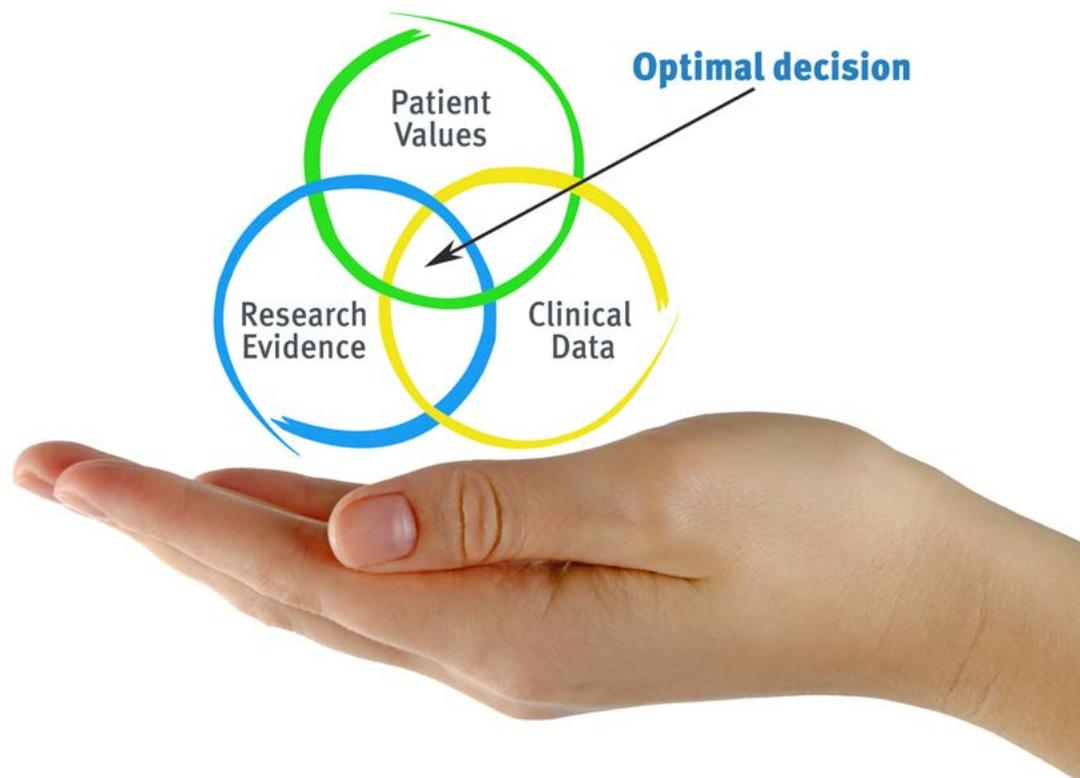 Optimal decision
Patient
Values
Research
Evidence
Clinical
Data